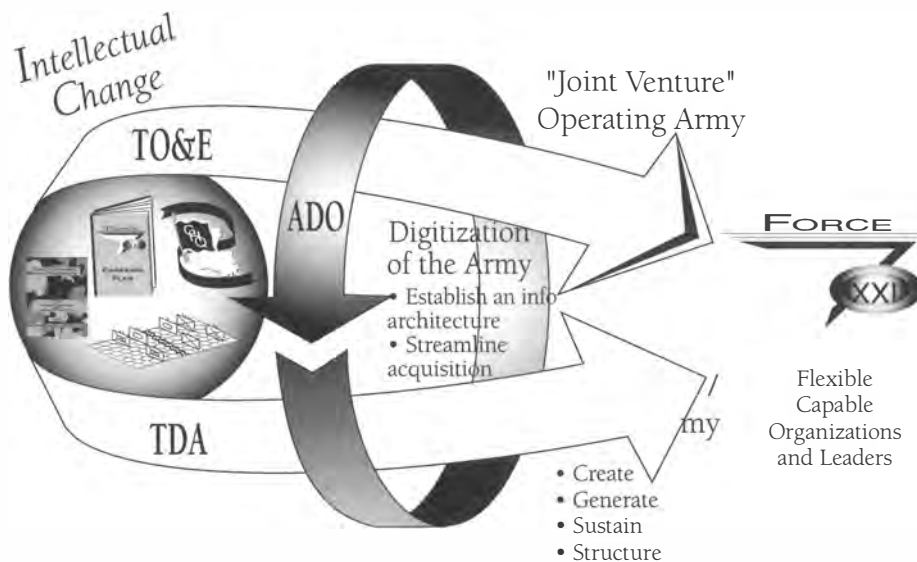 Intellectual
Change
TO&E
"Joint Venture"
Operating Army
ADO
Digitization
of the Army
• Establish an info
architecture
• Streamline
acquisition
FORCE
XXI
Flexible
Capable
Organizations
and Leaders
TDA
my
• Create
• Generate
• Sustain
• Structure